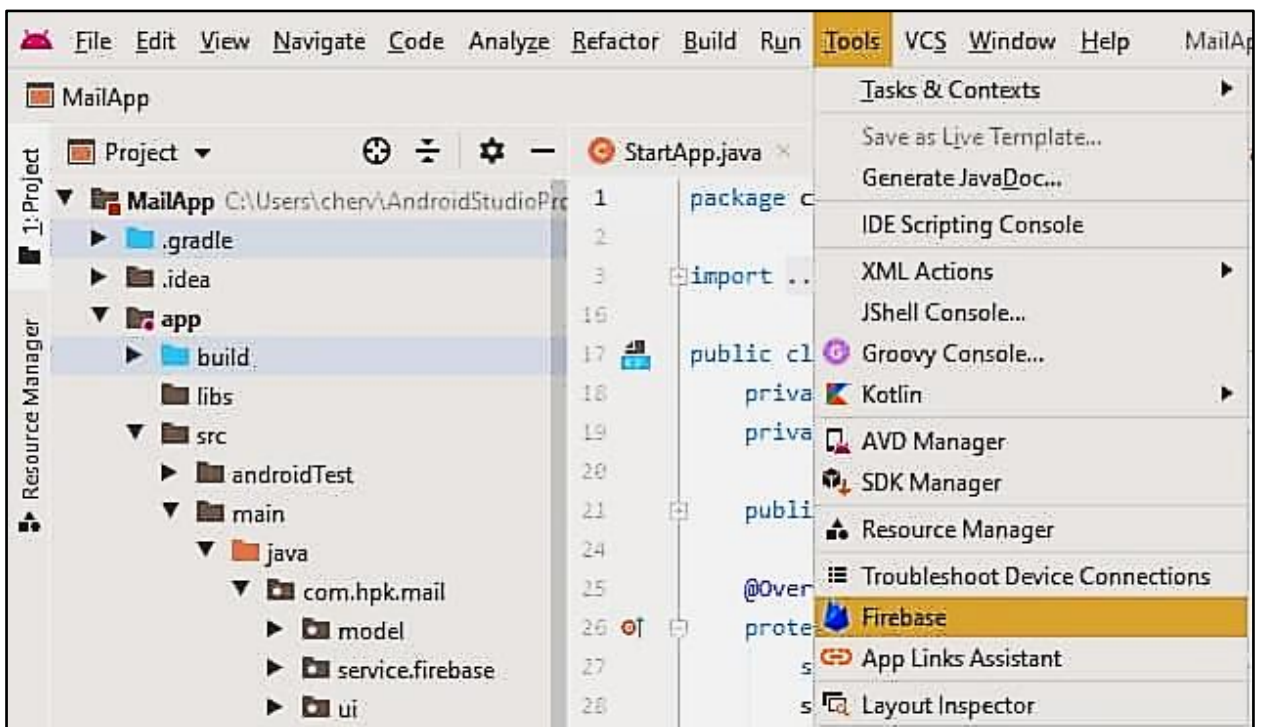 File Edit View Navigate Code Analyze Refactor Build Run Tools VCS Window Help MailAp
MailApp
Tasks & Contexts
Save as Live Template...
Generate JavaDoc...
IDE Scripting Console
XML Actions
JShell Console...
Groovy Console...
Kotlin
AVD Manager
SDK Manager
Resource Manager
Troubleshoot Device Connections
Firebase
App Links Assistant
Layout Inspector
1: Project
Resource Manager
Project
MailApp C:\Users\cherv\AndroidStudioPro
.gradle
.idea
app
build
libs
src
androidTest
main
java
com.hpk.mail
model
service.firebase
ui
StartApp.java
1 package c
2
3 import ..
16
17 public cl
18 priva
19 priva
20
21 publi
24
25 @Over
26 prote
27 s
28 s